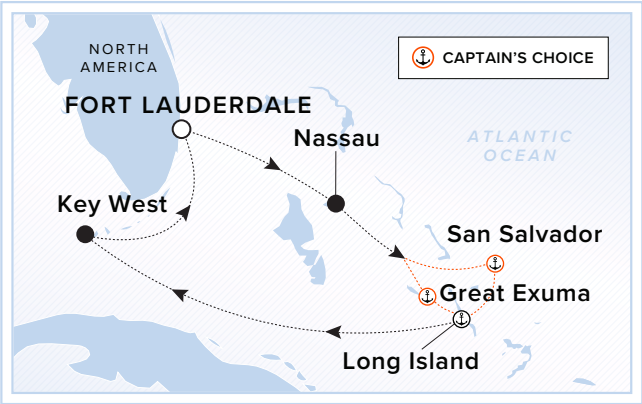 NORTH
AMERICA
CAPTAIN'S CHOICE
FORT LAUDERDALE
Nassau
ATLANTIC
OCEAN
Key West
San Salvador
Great Exuma
Long Island